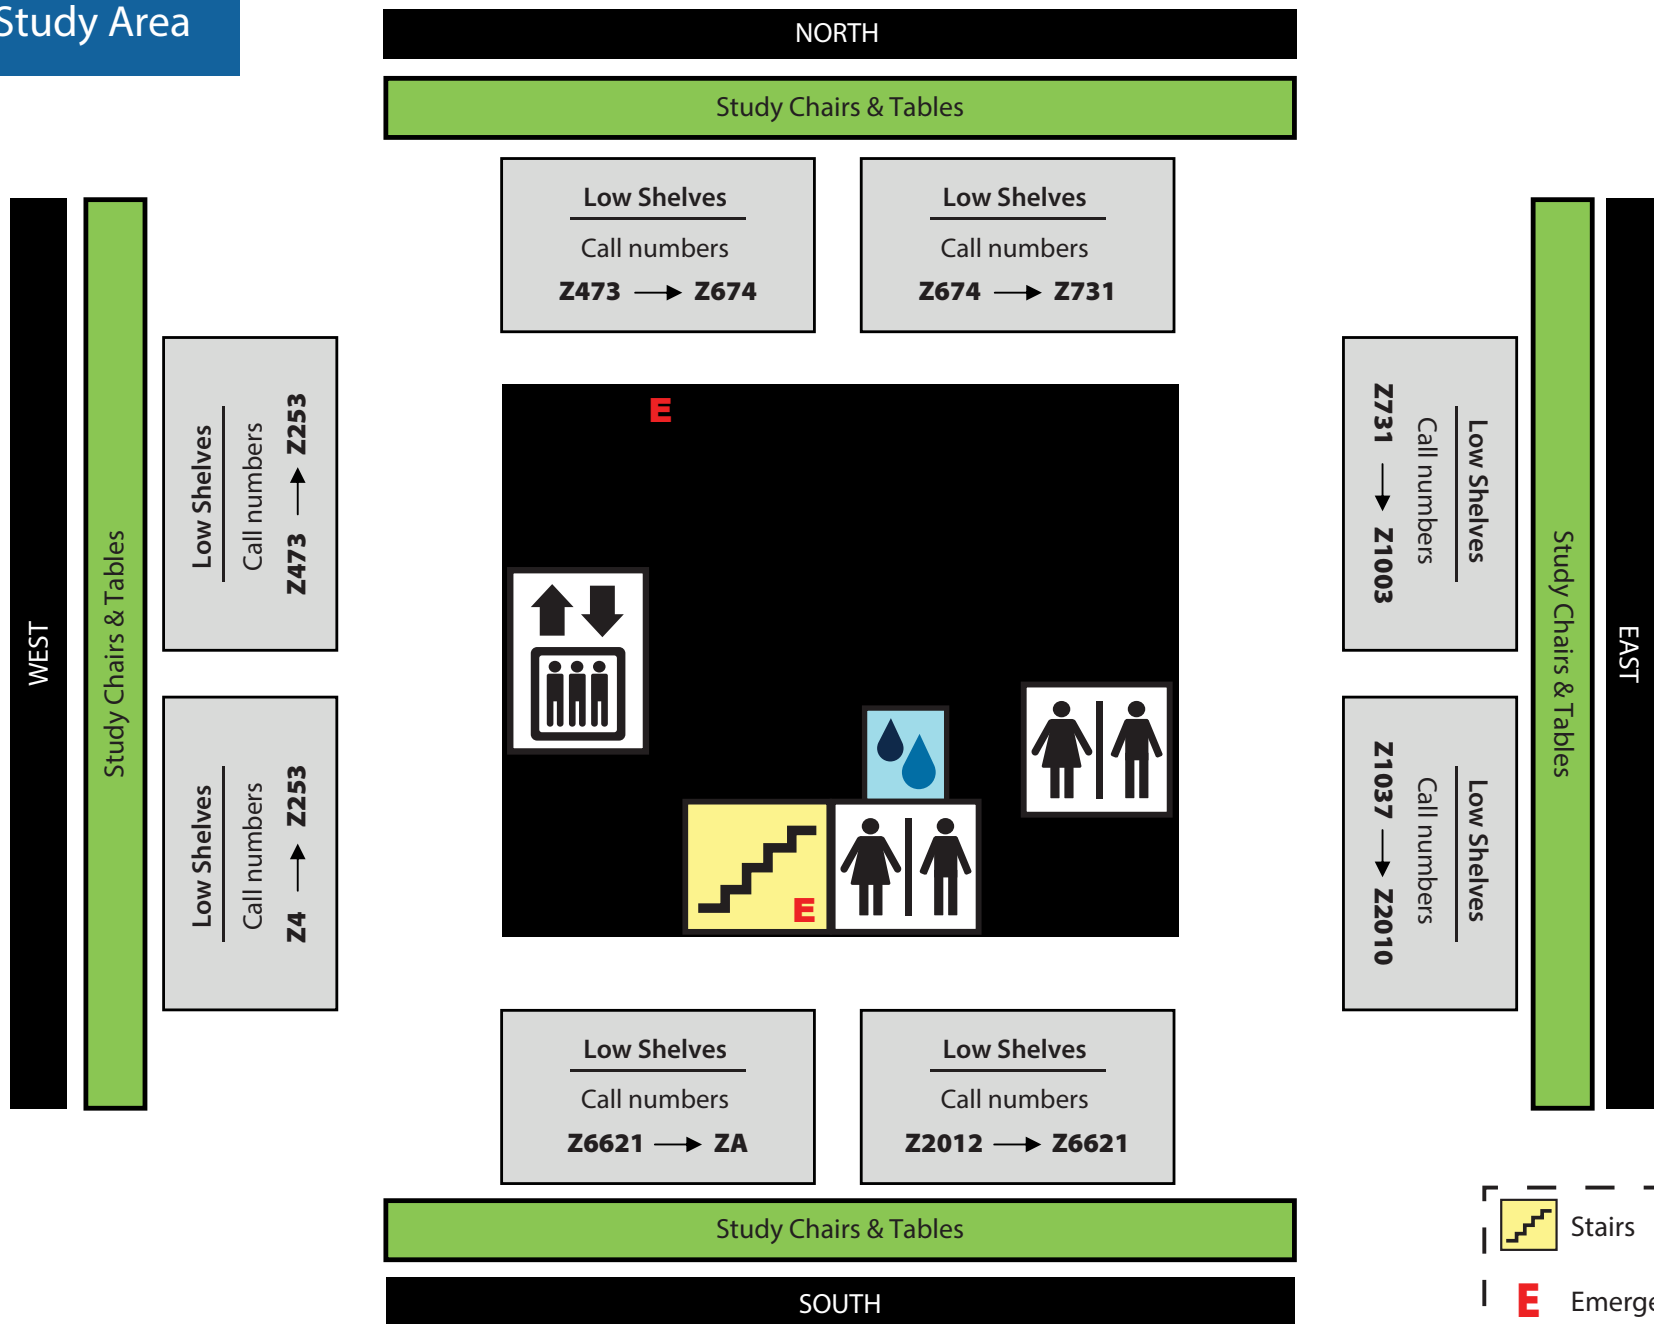 Study Area
NORTH
Study Chairs & Tables
Low Shelves
Call numbers
Z473 → Z674
Low Shelves
Call numbers
Z674 → Z731
WEST
Study Chairs & Tables
Low Shelves
Call numbers
Z473 → Z253
Low Shelves
Call numbers
Z4 → Z253
E
E
Low Shelves
Call numbers
Z731 → Z1003
Low Shelves
Call numbers
Z1037 → Z2010
Study Chairs & Tables
EAST
Low Shelves
Call numbers
Z6621 → ZA
Low Shelves
Call numbers
Z2012 → Z6621
Study Chairs & Tables
SOUTH
Stairs
E